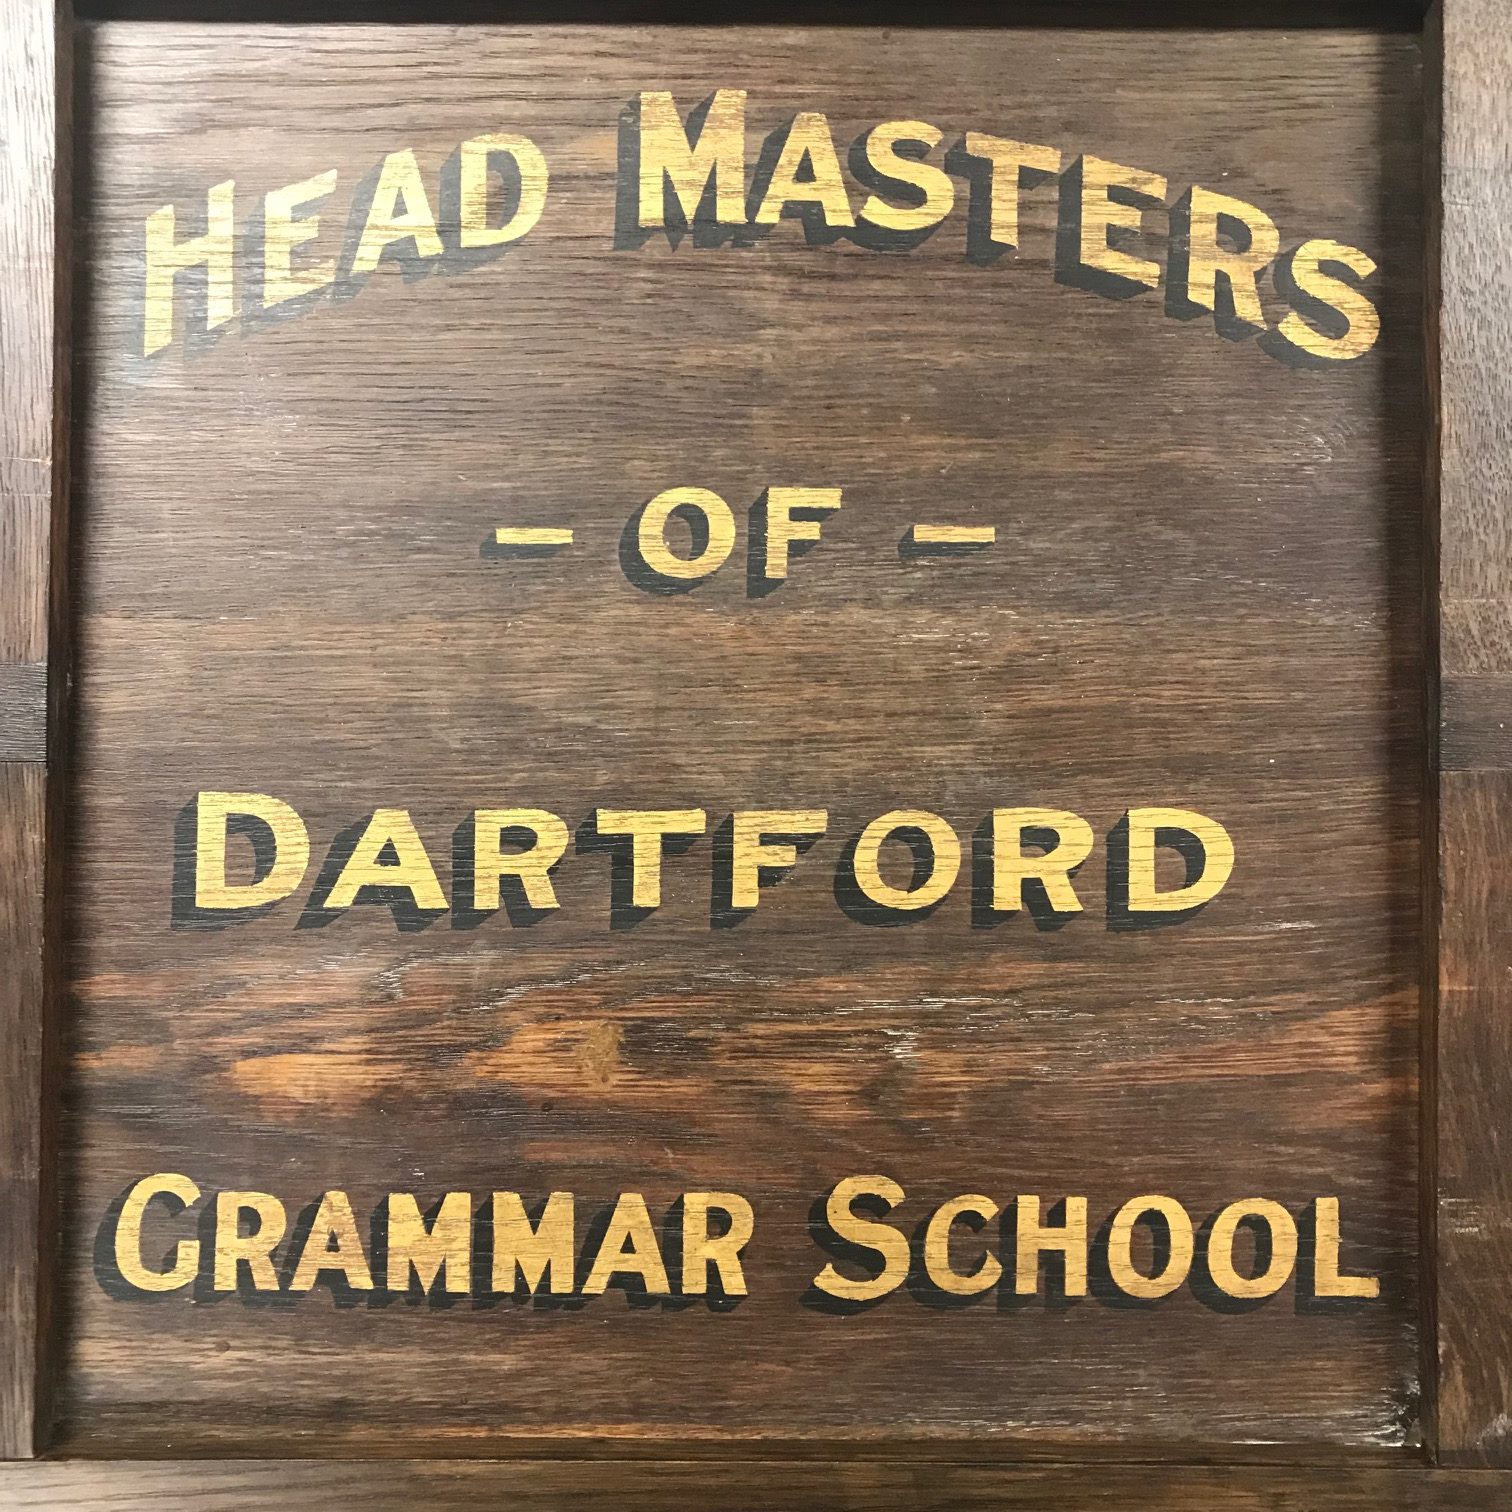 HEAD MASTERS
- OF -
DARTFORD
GRAMMAR SCHOOL